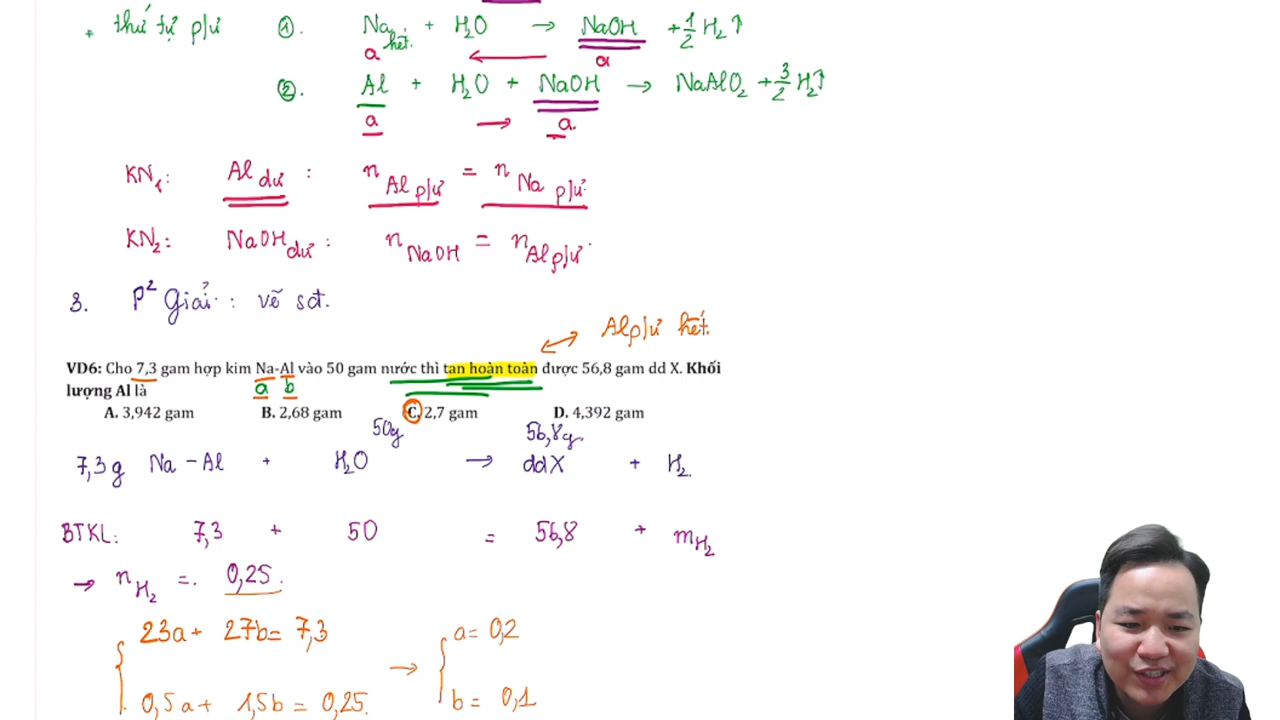 + thứ tự p/ư ①. Na hết + H₂O → NaOH + 1/2 H₂↑
a a
②. Al + H₂O + NaOH → NaAlO₂ + 3/2 H₂↑
a → a.
KN₁: Al dư : n Al p/ư = n Na p/ư
KN₂: NaOH dư : n NaOH = n Al p/ư
3. P² Giải : vẽ sơ đ.
Al p/ư hết.
VD6: Cho 7,3 gam hợp kim Na-Al vào 50 gam nước thì tan hoàn toàn được 56,8 gam dd X. Khối
lượng Al là
a b
A. 3,942 gam B. 2,68 gam C. 2,7 gam D. 4,392 gam
50g 56,8g
7,3g Na - Al + H₂O → ddX + H₂
BTKL: 7,3 + 50 = 56,8 + m H₂
→ n H₂ = 0,25
23a + 27b = 7,3 a = 0,2
→
0,5a + 1,5b = 0,25 b = 0,1